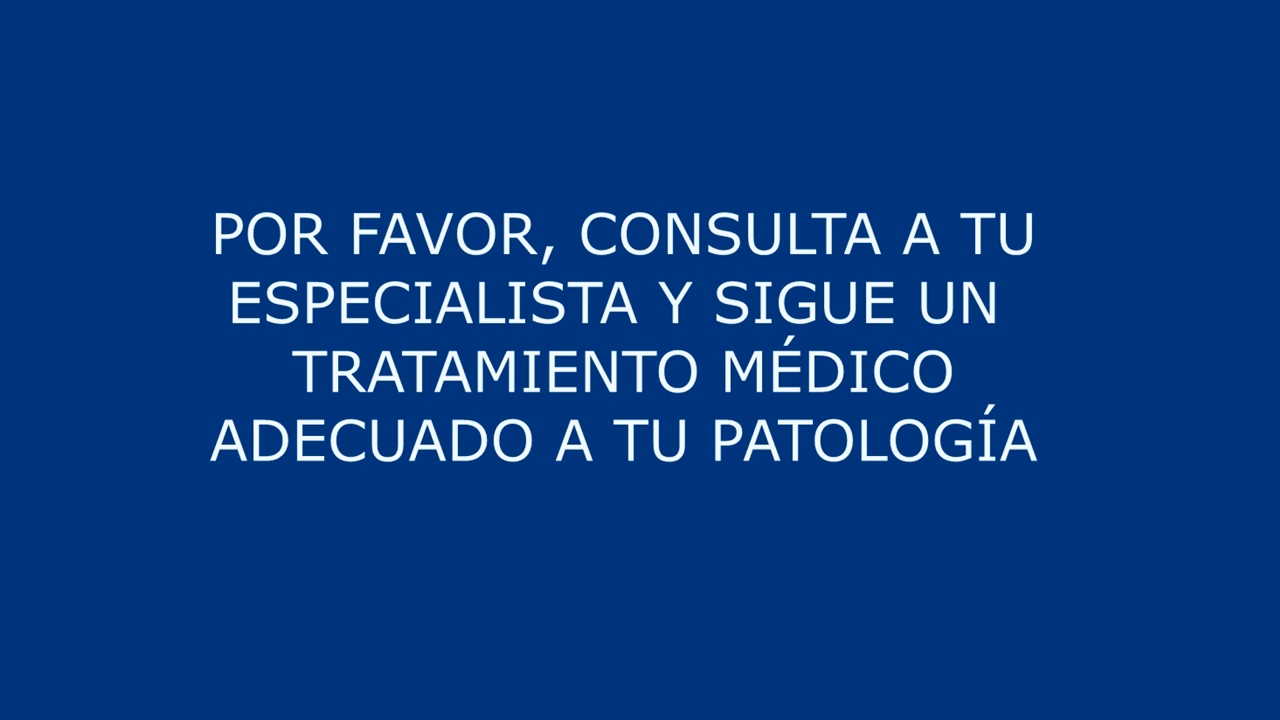 POR FAVOR, CONSULTA A TU
ESPECIALISTA Y SIGUE UN
TRATAMIENTO MÉDICO
ADECUADO A TU PATOLOGÍA